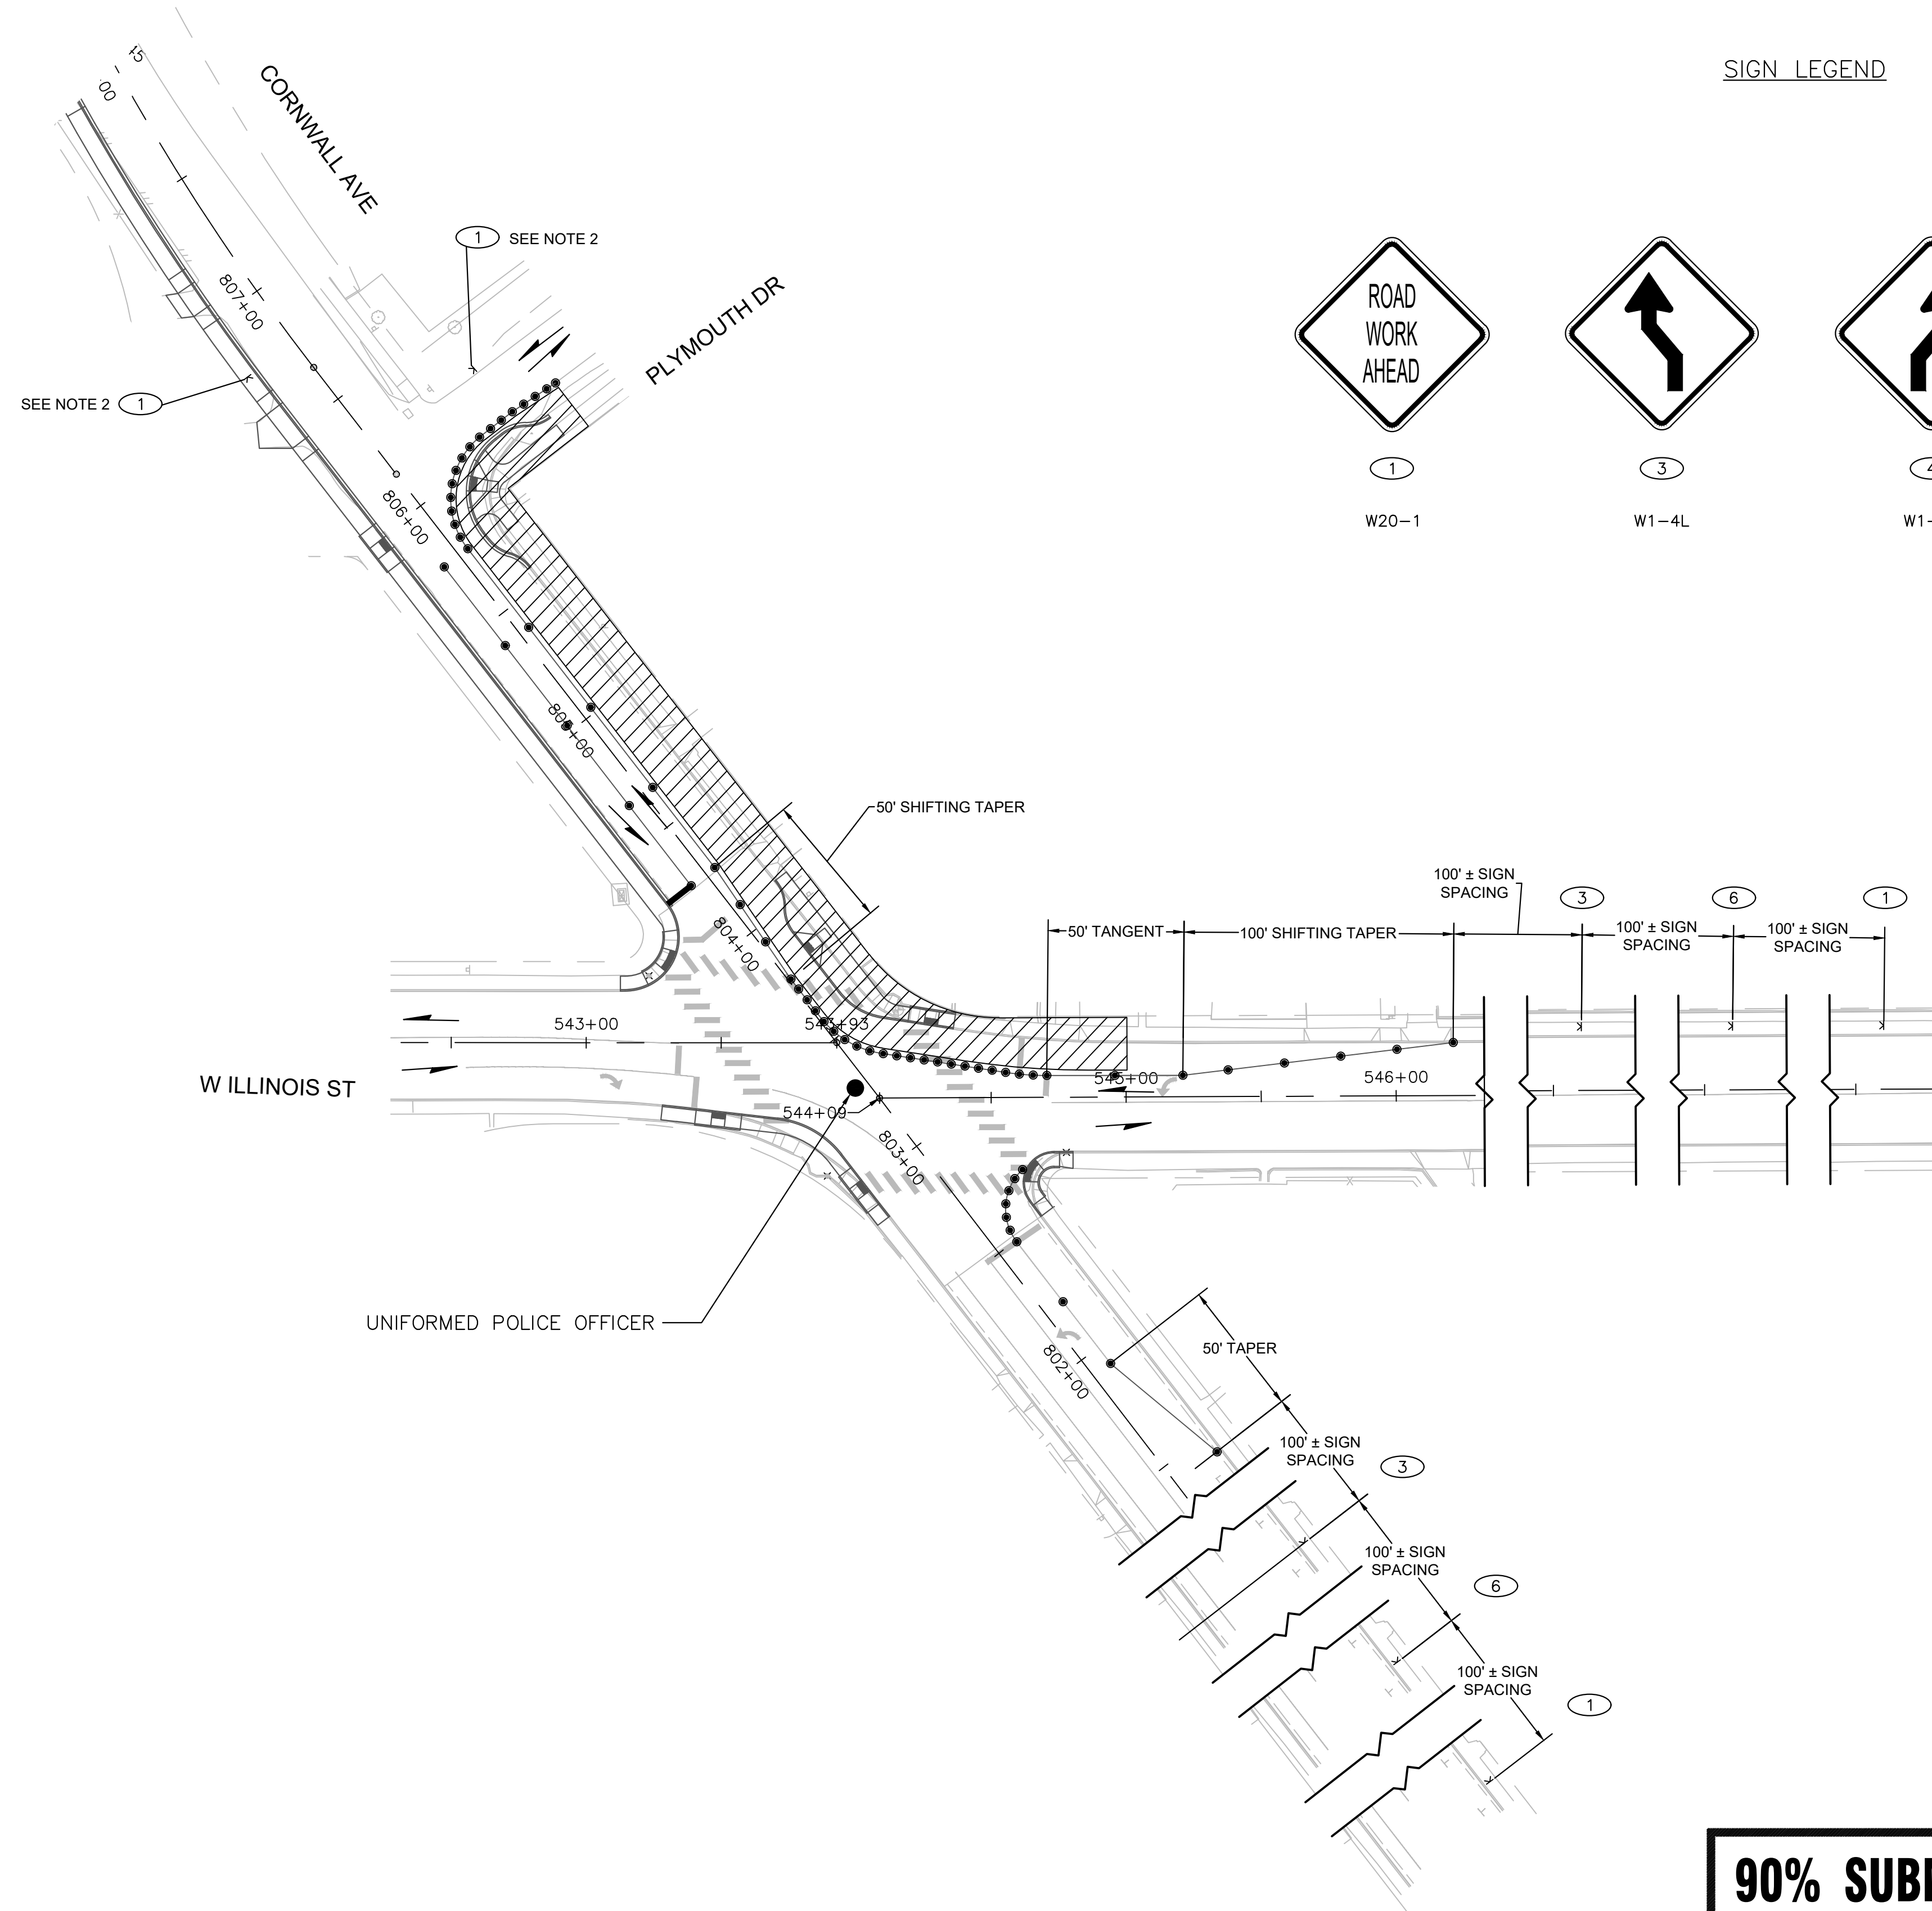 SIGN LEGEND
CORNWALL AVE
PLYMOUTH DR
1 SEE NOTE 2
SEE NOTE 2 1
807+00
806+00
805+00
804+00
ROAD
WORK
AHEAD
1
3
W20-1
W1-4L
50' SHIFTING TAPER
50' TANGENT
100' SHIFTING TAPER
100' ± SIGN
SPACING
3
100' ± SIGN
SPACING
6
100' ± SIGN
SPACING
1
543+00
545+00
546+00
W ILLINOIS ST
544+09
803+00
UNIFORMED POLICE OFFICER
802+00
50' TAPER
100' ± SIGN
SPACING
3
100' ± SIGN
SPACING
6
100' ± SIGN
SPACING
1
90%